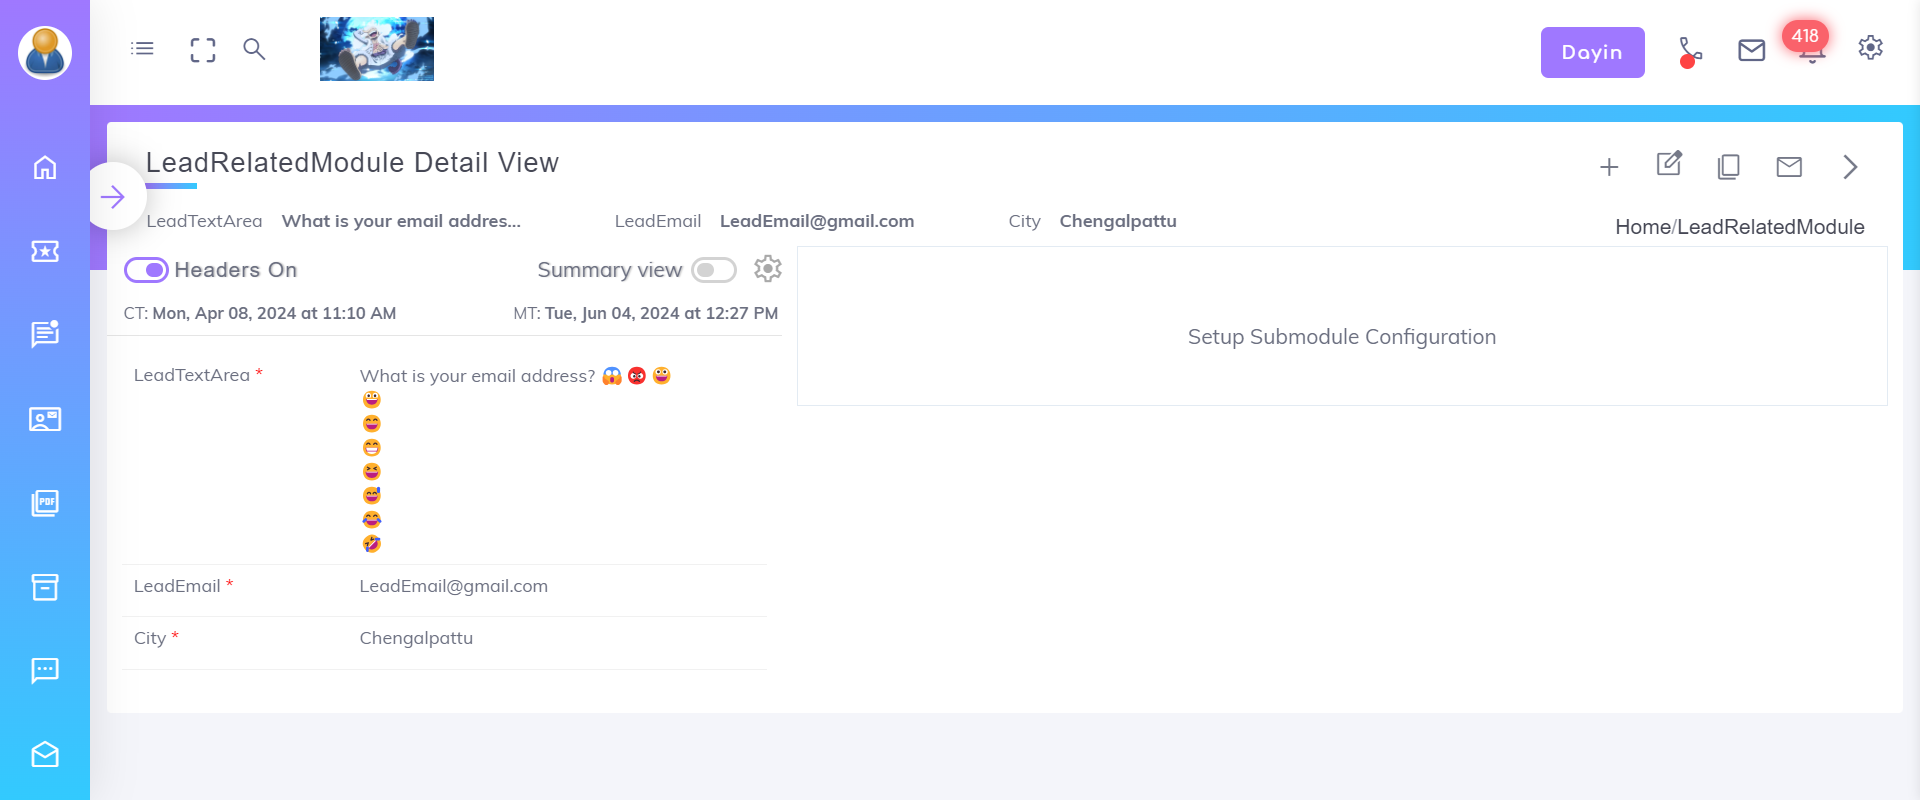 Dayin
418
LeadRelatedModule Detail View
LeadTextArea What is your email addres... LeadEmail LeadEmail@gmail.com City Chengalpattu
Home/LeadRelatedModule
Headers On Summary view
CT: Mon, Apr 08, 2024 at 11:10 AM MT: Tue, Jun 04, 2024 at 12:27 PM
Setup Submodule Configuration
LeadTextArea * What is your email address? 😱 👿 😀
😀
😄
😁
😆
😅
😂
🤣
LeadEmail * LeadEmail@gmail.com
City * Chengalpattu
PDF